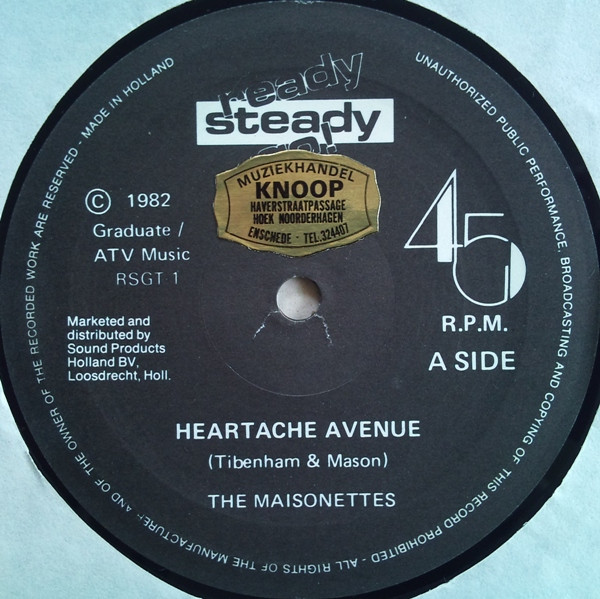 ready
steady
go!
MUZIEKHANDEL
KNOOP
HAVERSTRAATPASSAGE
HOEK NOORDERHAGEN
ENSCHEDE - TEL. 324407
© 1982
Graduate /
ATV Music
RSGT 1
45
R.P.M.
A SIDE
Marketed and
distributed by
Sound Products
Holland BV,
Loosdrecht, Holl.
HEARTACHE AVENUE
(Tibenham & Mason)
THE MAISONETTES
UNAUTHORIZED PUBLIC PERFORMANCE, BROADCASTING AND COPYING OF THIS RECORD PROHIBITED - ALL RIGHTS OF THE MANUFACTURER AND OF THE OWNER OF THE RECORDED WORK ARE RESERVED - MADE IN HOLLAND